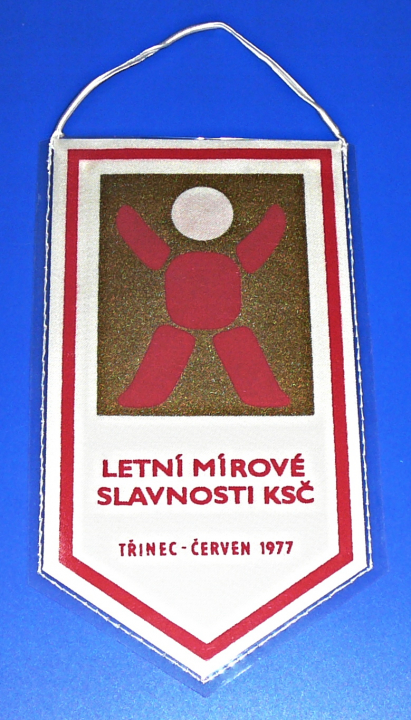 LETNÍ MÍROVÉ
SLAVNOSTI KSČ
TŘINEC - ČERVEN 1977